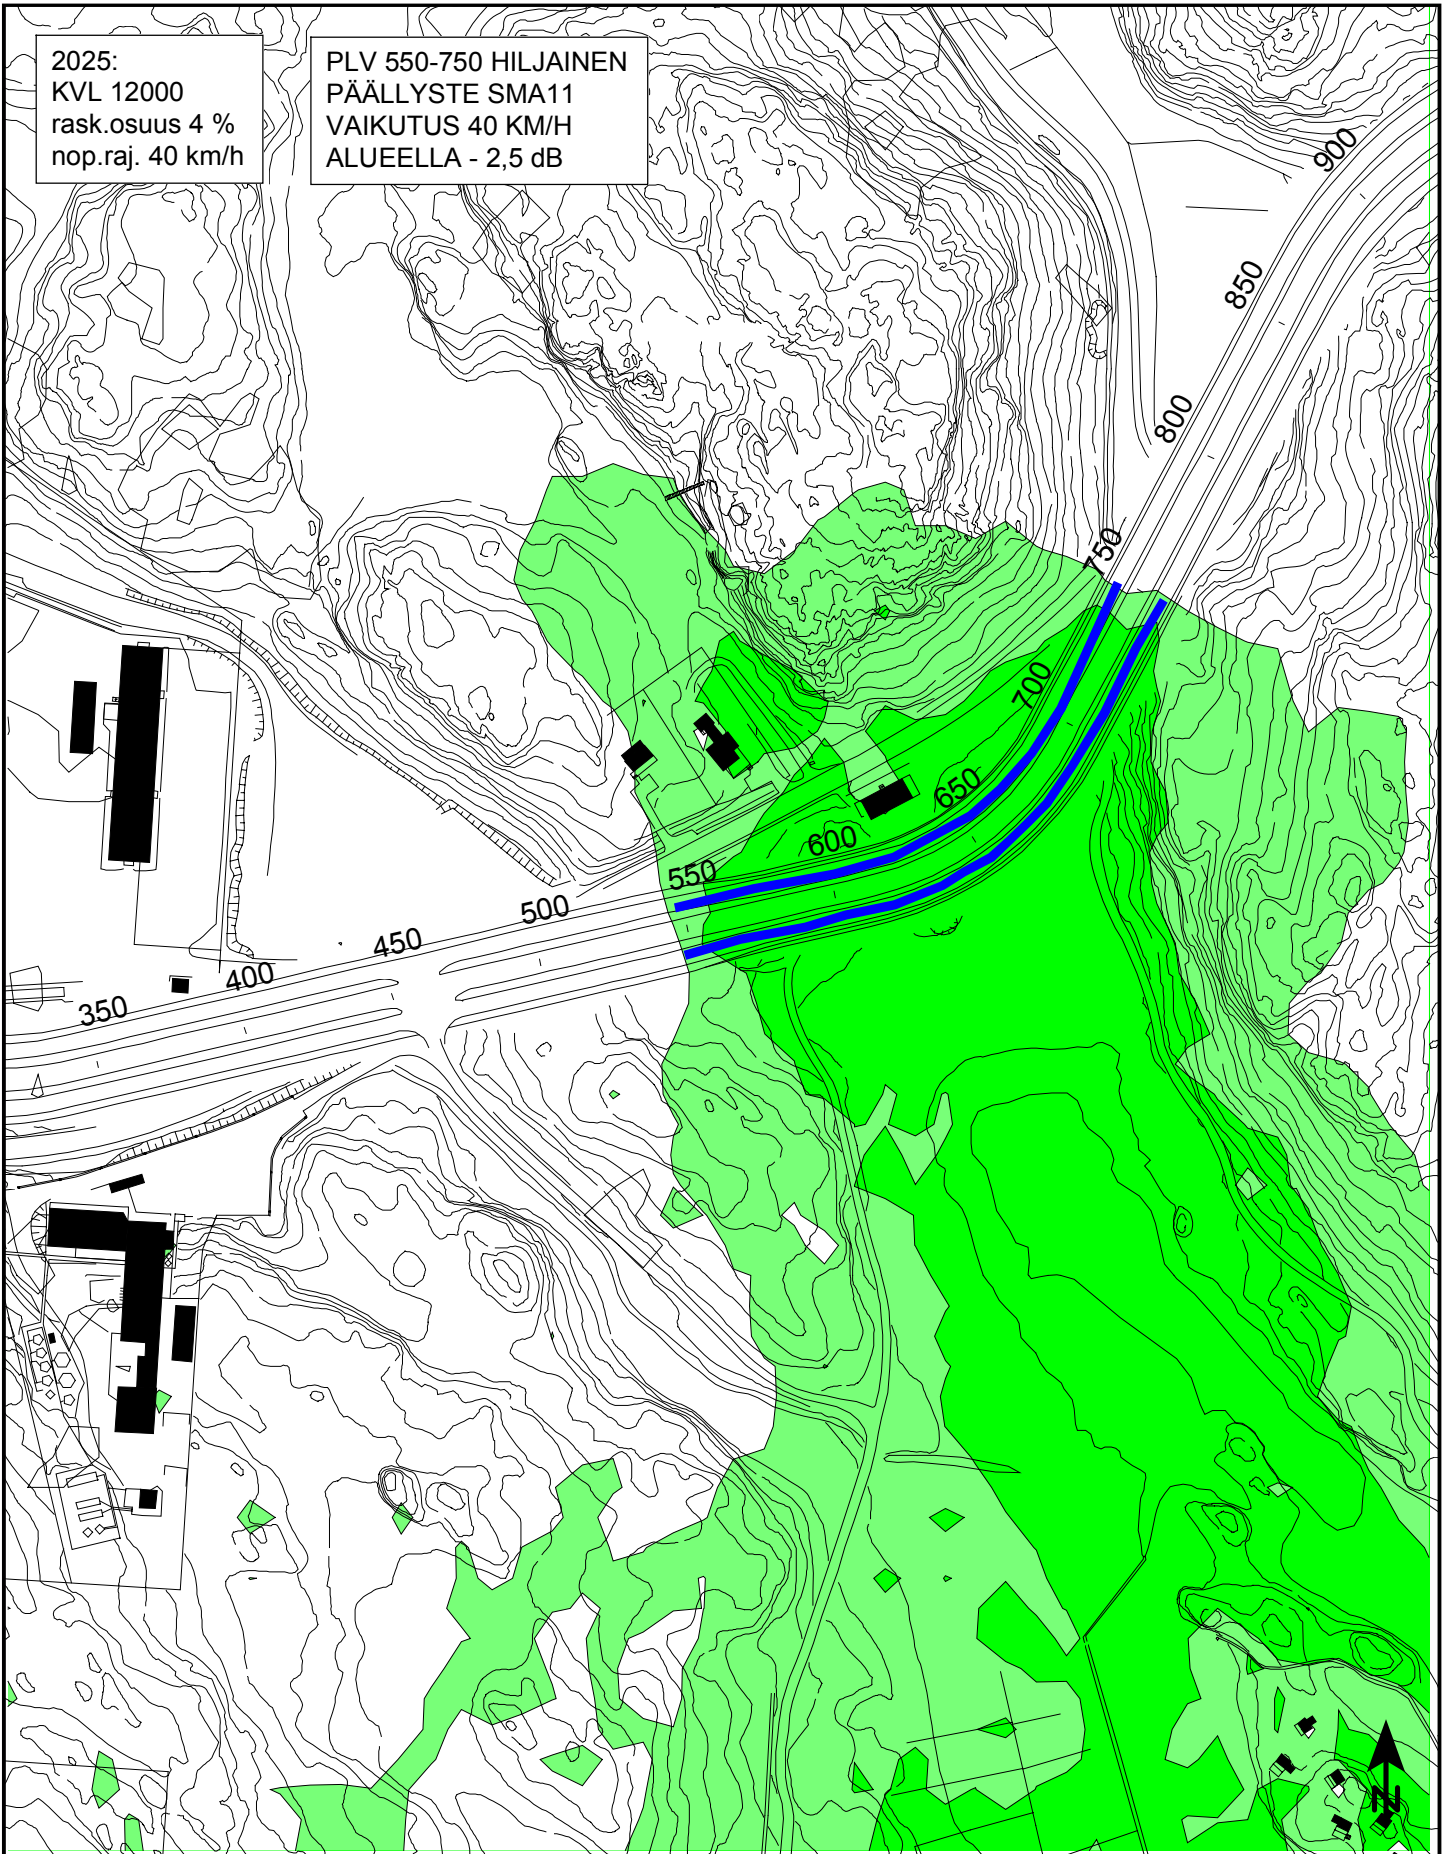 2025:
KVL 12000
rask.osuus 4 %
nop.raj. 40 km/h
PLV 550-750 HILJAINEN
PÄÄLLYSTE SMA11
VAIKUTUS 40 KM/H
ALUEELLA - 2,5 dB
900
850
800
750
700
650
600
550
500
450
400
350
N